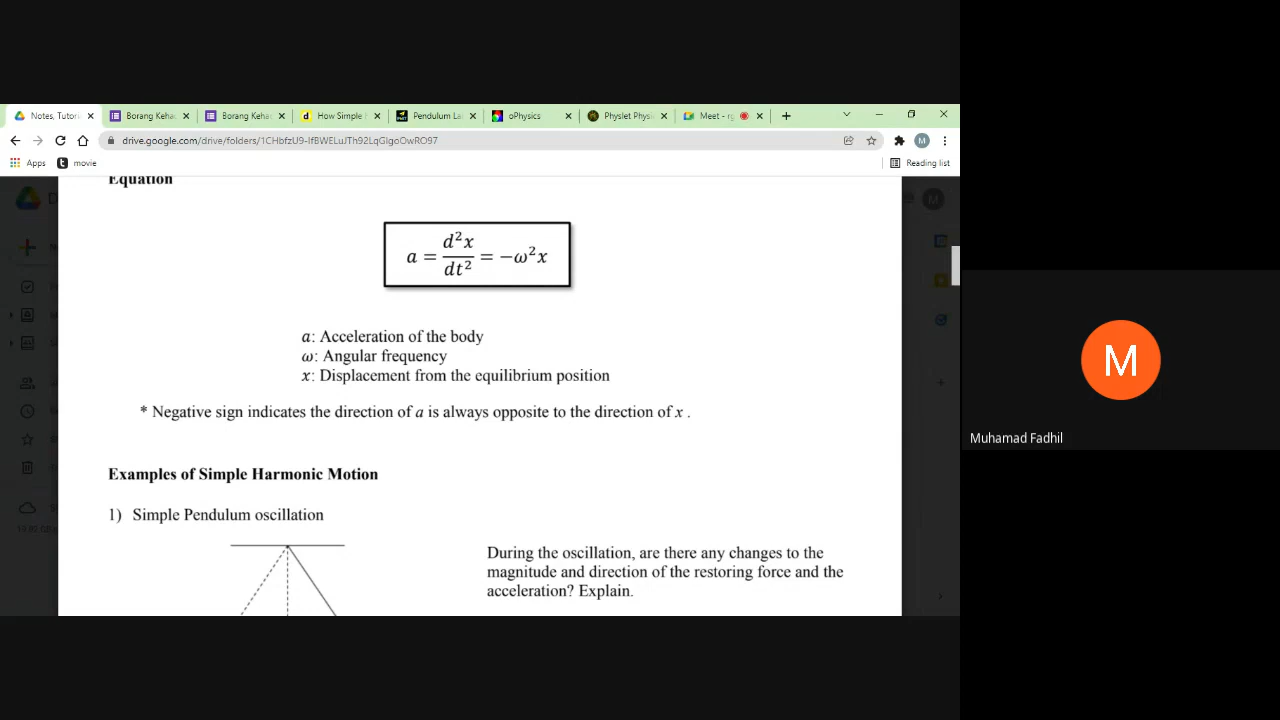 Notes, Tutori
Borang Keha
Borang Keha
How Simple
Pendulum La
oPhysics
Physlet Physi
Meet - rg
drive.google.com/drive/folders/1CHbfzU9-IfBWELuJTh92LqGIgoOwRO97
M
Apps
movie
Reading list
Equation
M
a = d²x/dt² = −ω²x
a: Acceleration of the body
ω: Angular frequency
x: Displacement from the equilibrium position
* Negative sign indicates the direction of a is always opposite to the direction of x .
Examples of Simple Harmonic Motion
1) Simple Pendulum oscillation
During the oscillation, are there any changes to the
magnitude and direction of the restoring force and the
acceleration? Explain.
M
Muhamad Fadhil